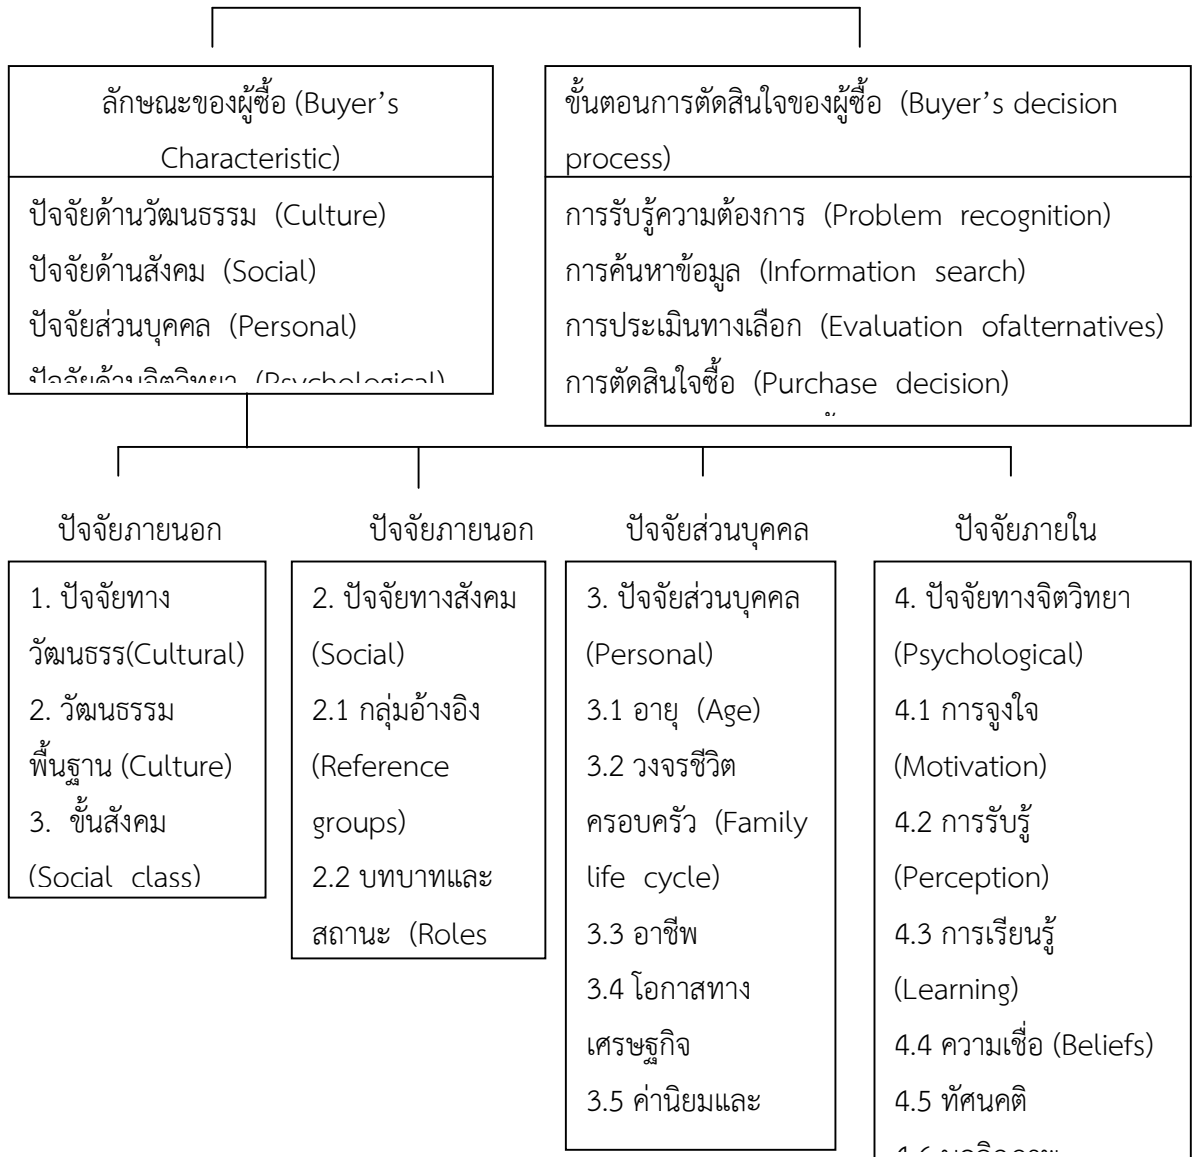 ลักษณะของผู้ซื้อ (Buyer's
Characteristic)
ปัจจัยด้านวัฒนธรรม (Culture)
ปัจจัยด้านสังคม (Social)
ปัจจัยส่วนบุคคล (Personal)
ปัจจัยด้านจิตวิทยา (Psychological)
ขั้นตอนการตัดสินใจของผู้ซื้อ (Buyer's decision
process)
การรับรู้ความต้องการ (Problem recognition)
การค้นหาข้อมูล (Information search)
การประเมินทางเลือก (Evaluation ofalternatives)
การตัดสินใจซื้อ (Purchase decision)
ปัจจัยภายนอก
1. ปัจจัยทาง
วัฒนธรร(Cultural)
2. วัฒนธรรม
พื้นฐาน (Culture)
3. ขั้นสังคม
(Social class)
ปัจจัยภายนอก
2. ปัจจัยทางสังคม
(Social)
2.1 กลุ่มอ้างอิง
(Reference
groups)
2.2 บทบาทและ
สถานะ (Roles
ปัจจัยส่วนบุคคล
3. ปัจจัยส่วนบุคคล
(Personal)
3.1 อายุ (Age)
3.2 วงจรชีวิต
ครอบครัว (Family
life cycle)
3.3 อาชีพ
3.4 โอกาสทาง
เศรษฐกิจ
3.5 ค่านิยมและ
ปัจจัยภายใน
4. ปัจจัยทางจิตวิทยา
(Psychological)
4.1 การจูงใจ
(Motivation)
4.2 การรับรู้
(Perception)
4.3 การเรียนรู้
(Learning)
4.4 ความเชื่อ (Beliefs)
4.5 ทัศนคติ